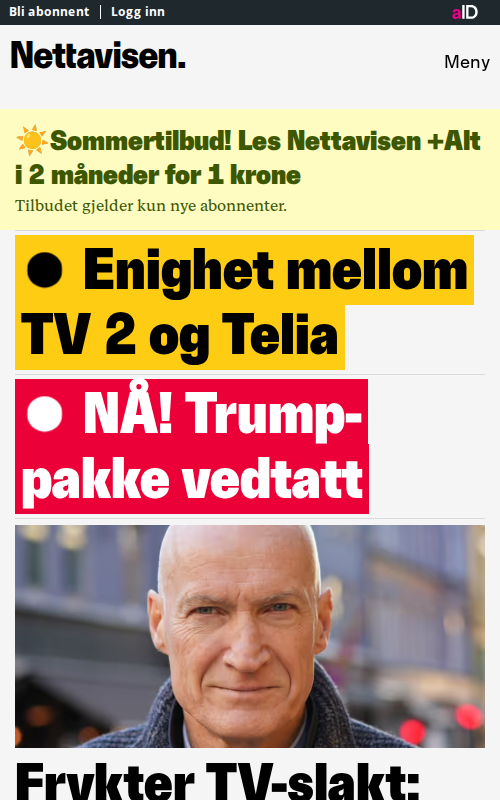 Bli abonnent | Logg inn
aID
Nettavisen.
Meny
☀️Sommertilbud! Les Nettavisen +Alt
i 2 måneder for 1 krone
Tilbudet gjelder kun nye abonnenter.
● Enighet mellom
TV 2 og Telia
● NÅ! Trump-
pakke vedtatt
Frykter TV-slakt: